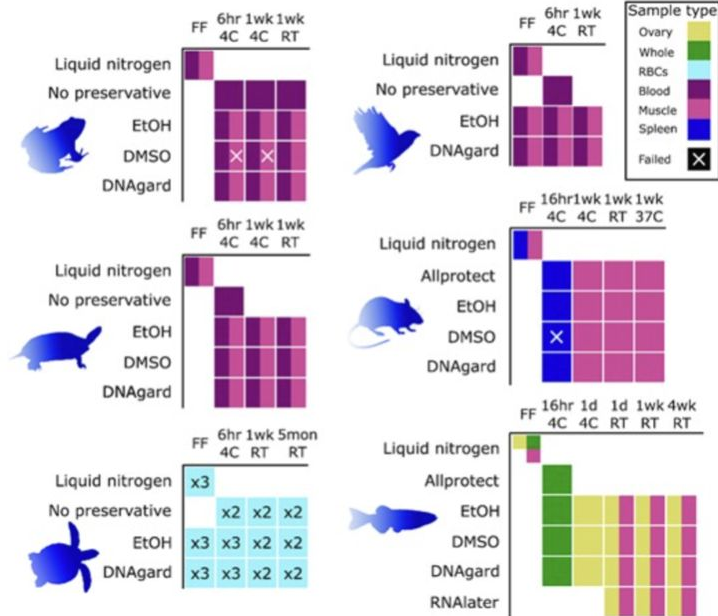 FF 6hr 4C 1wk 4C 1wk RT
Liquid nitrogen
No preservative
EtOH
DMSO
DNAgard
FF 6hr 4C 1wk RT
Liquid nitrogen
No preservative
EtOH
DNAgard
Sample type
Ovary
Whole
RBCs
Blood
Muscle
Spleen
Failed
FF 6hr 4C 1wk 4C 1wk RT
Liquid nitrogen
No preservative
EtOH
DMSO
DNAgard
FF 16hr 4C 1wk 4C 1wk RT 1wk 37C
Liquid nitrogen
Allprotect
EtOH
DMSO
DNAgard
FF 6hr 4C 1wk RT 5mon RT
Liquid nitrogen x3
No preservative x2 x2 x2
EtOH x3 x3 x2 x2
DNAgard x3 x3 x2 x2
FF 16hr 4C 1d 4C 1d RT 1wk RT 4wk RT
Liquid nitrogen
Allprotect
EtOH
DMSO
DNAgard
RNAlater